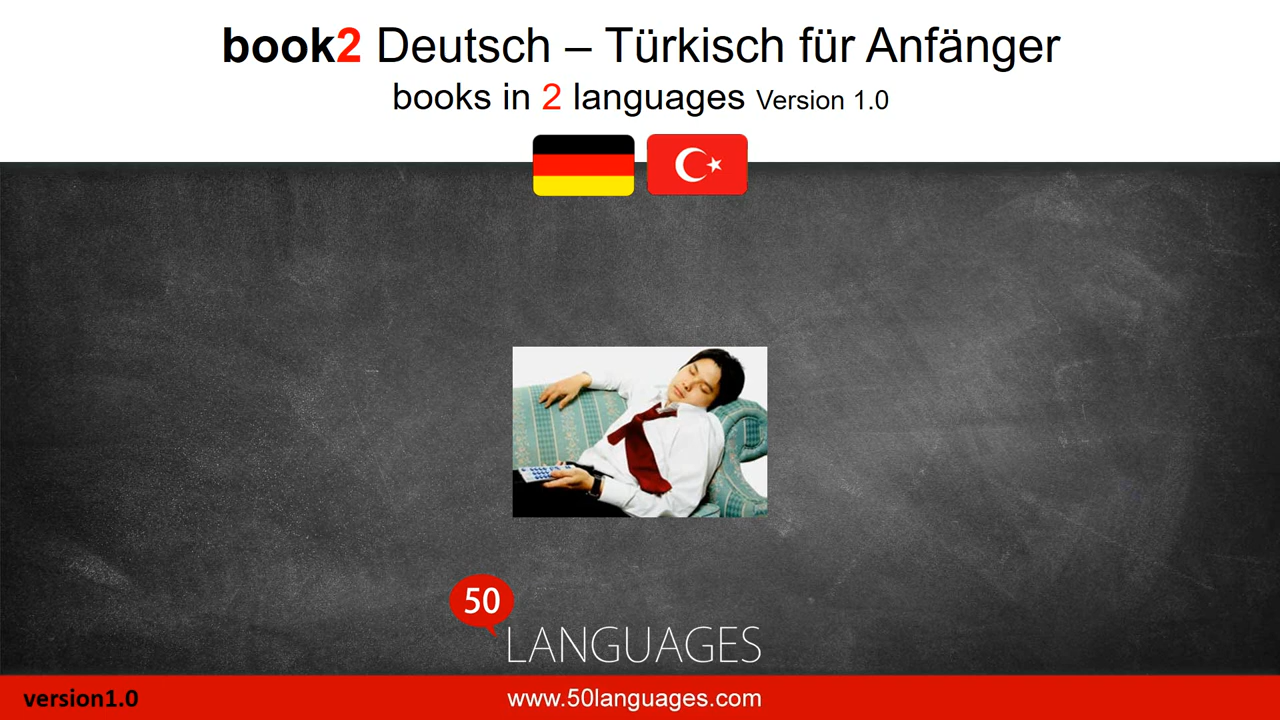 book2 Deutsch – Türkisch für Anfänger
books in 2 languages Version 1.0
50
LANGUAGES
version1.0
www.50languages.com